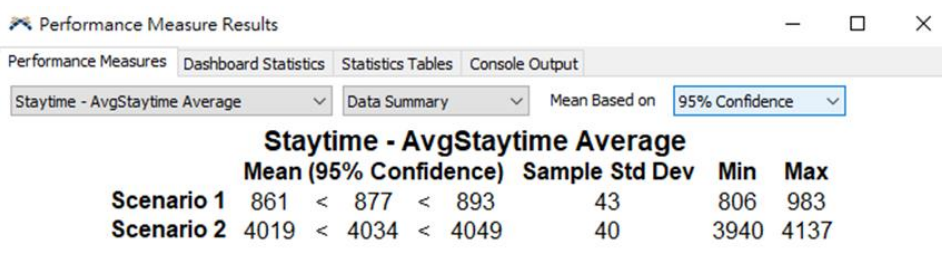 Performance Measure Results
Performance Measures Dashboard Statistics Statistics Tables Console Output
Staytime - AvgStaytime Average Data Summary Mean Based on 95% Confidence
Staytime - AvgStaytime Average
Mean (95% Confidence) Sample Std Dev Min Max
Scenario 1 861 < 877 < 893 43 806 983
Scenario 2 4019 < 4034 < 4049 40 3940 4137